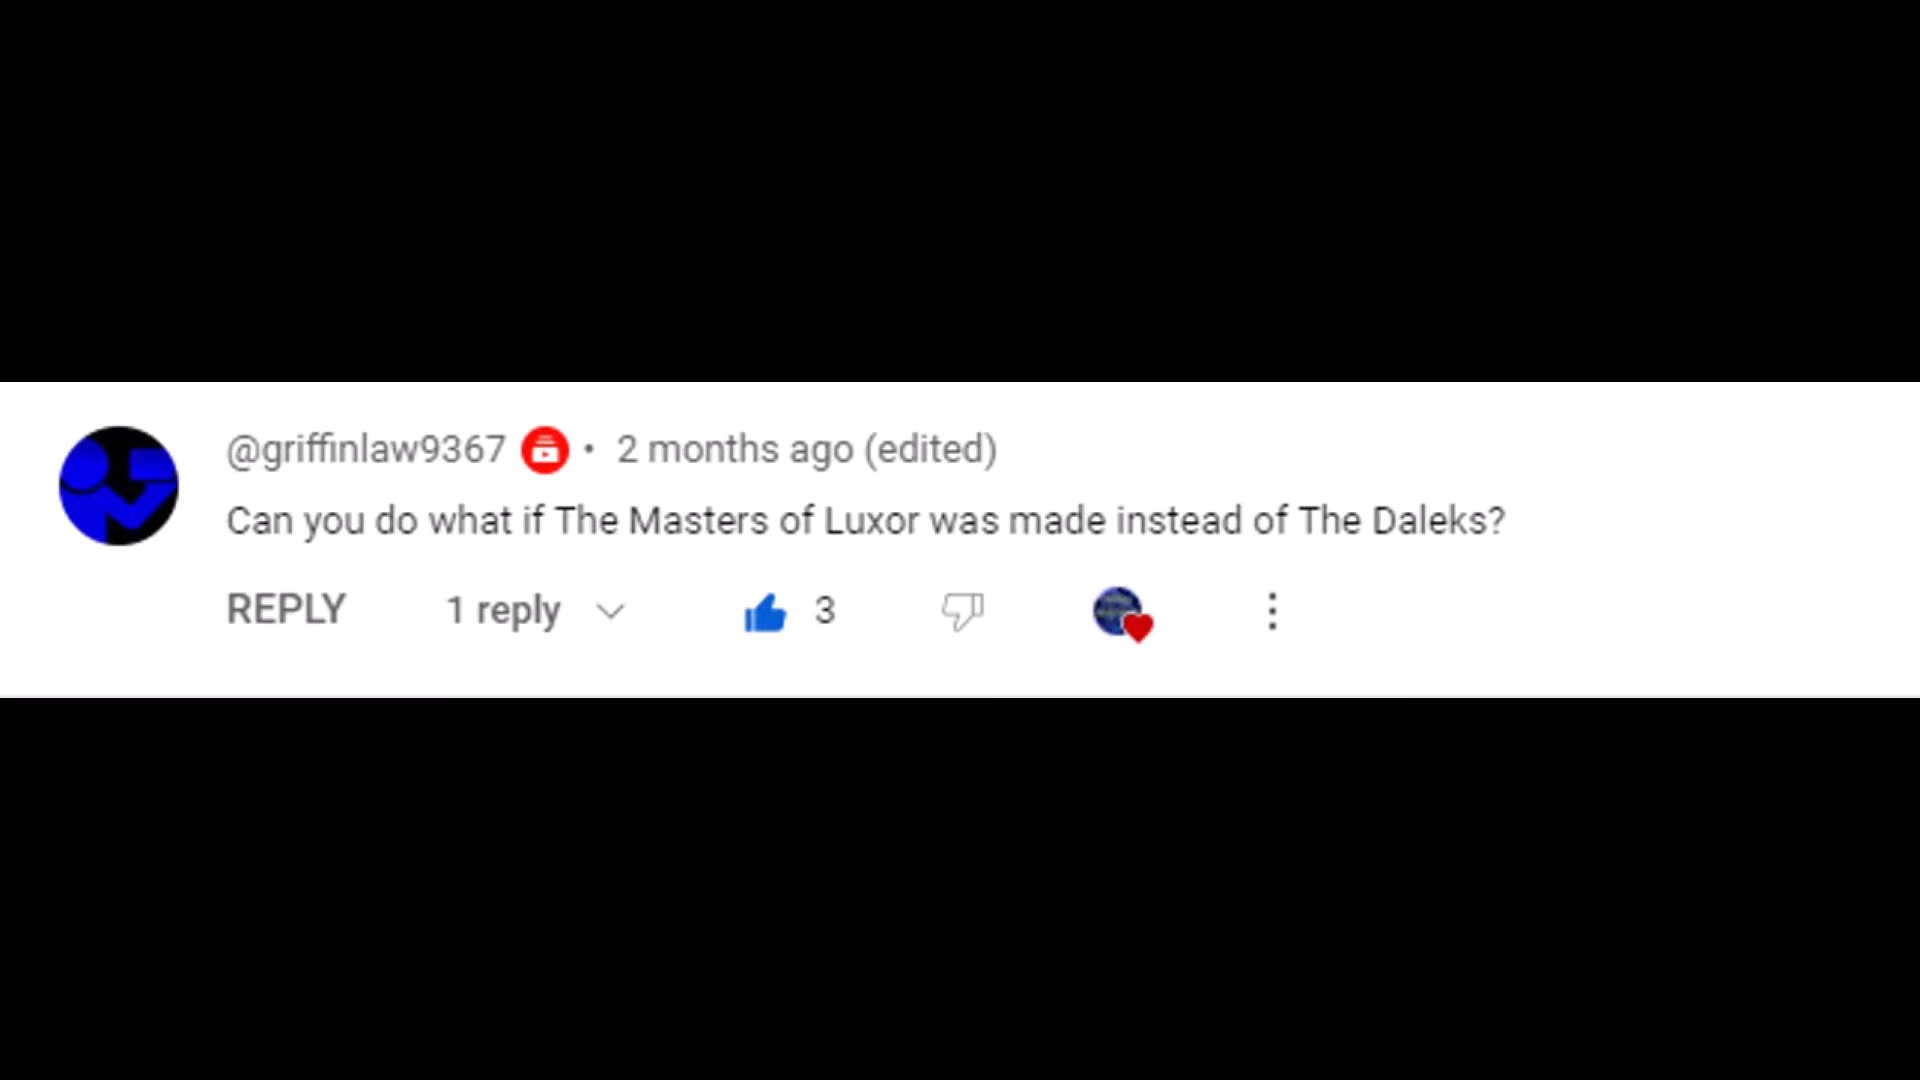 @griffinlaw9367 • 2 months ago (edited)
Can you do what if The Masters of Luxor was made instead of The Daleks?
REPLY 1 reply 3